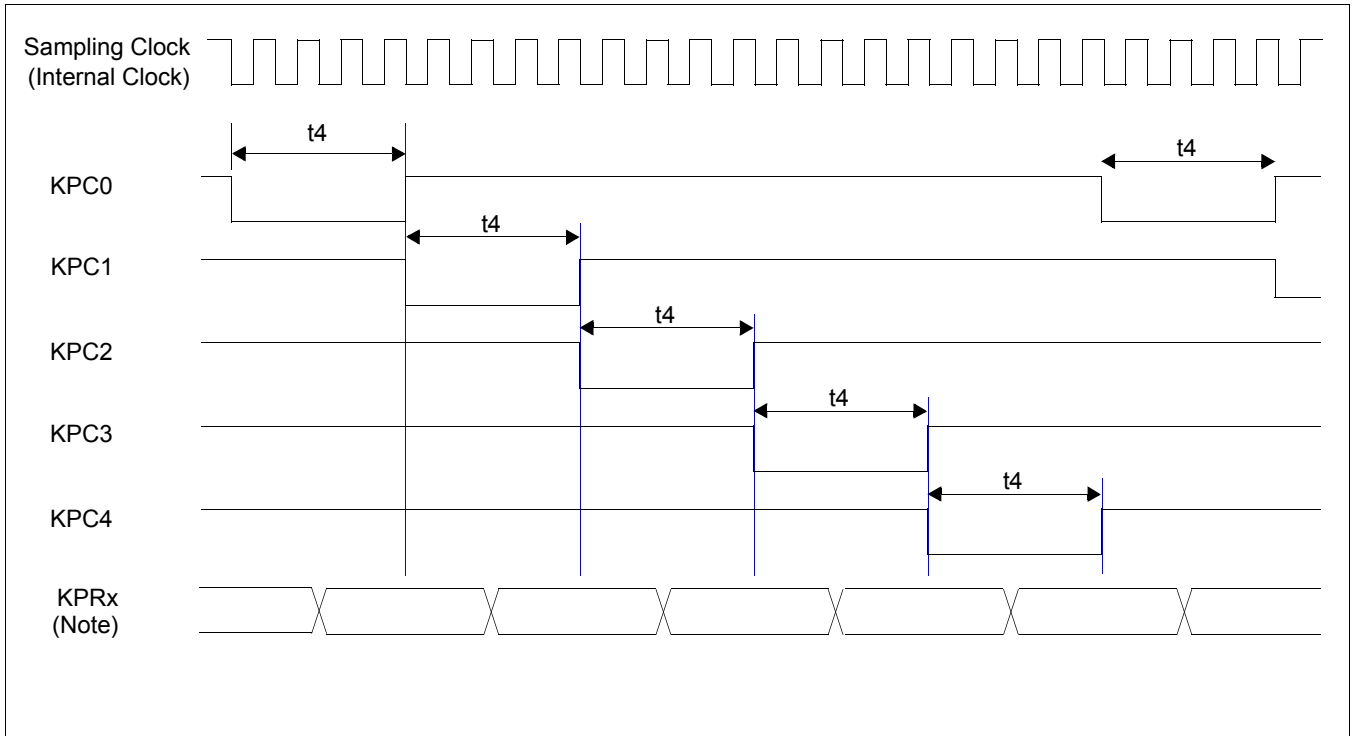 Sampling Clock
(Internal Clock)
t4
t4
KPC0
t4
KPC1
t4
KPC2
t4
KPC3
t4
KPC4
KPRx
(Note)